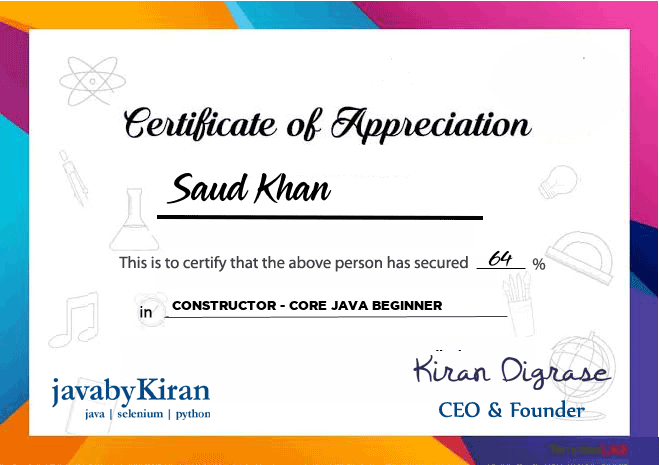 Certificate of Appreciation
Saud Khan
This is to certify that the above person has secured 64 %
in CONSTRUCTOR - CORE JAVA BEGINNER
Kiran Digrase
javabyKiran
CEO & Founder
java | selenium | python